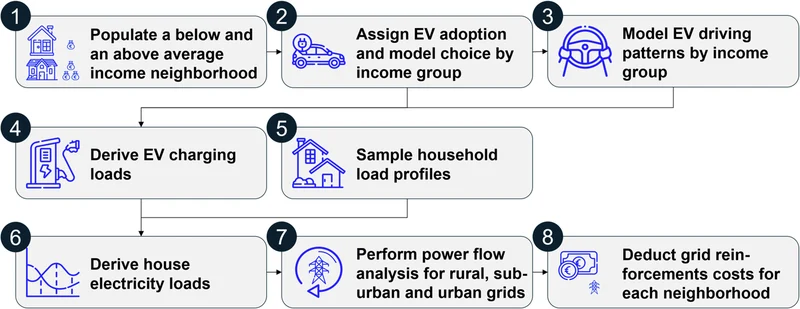 1
Populate a below and
an above average
income neighborhood
2
Assign EV adoption
and model choice by
income group
3
Model EV driving
patterns by income
group
4
Derive EV charging
loads
5
Sample household
load profiles
6
Derive house
electricity loads
7
Perform power flow
analysis for rural, sub-
urban and urban grids
8
Deduct grid rein-
forcements costs for
each neighborhood